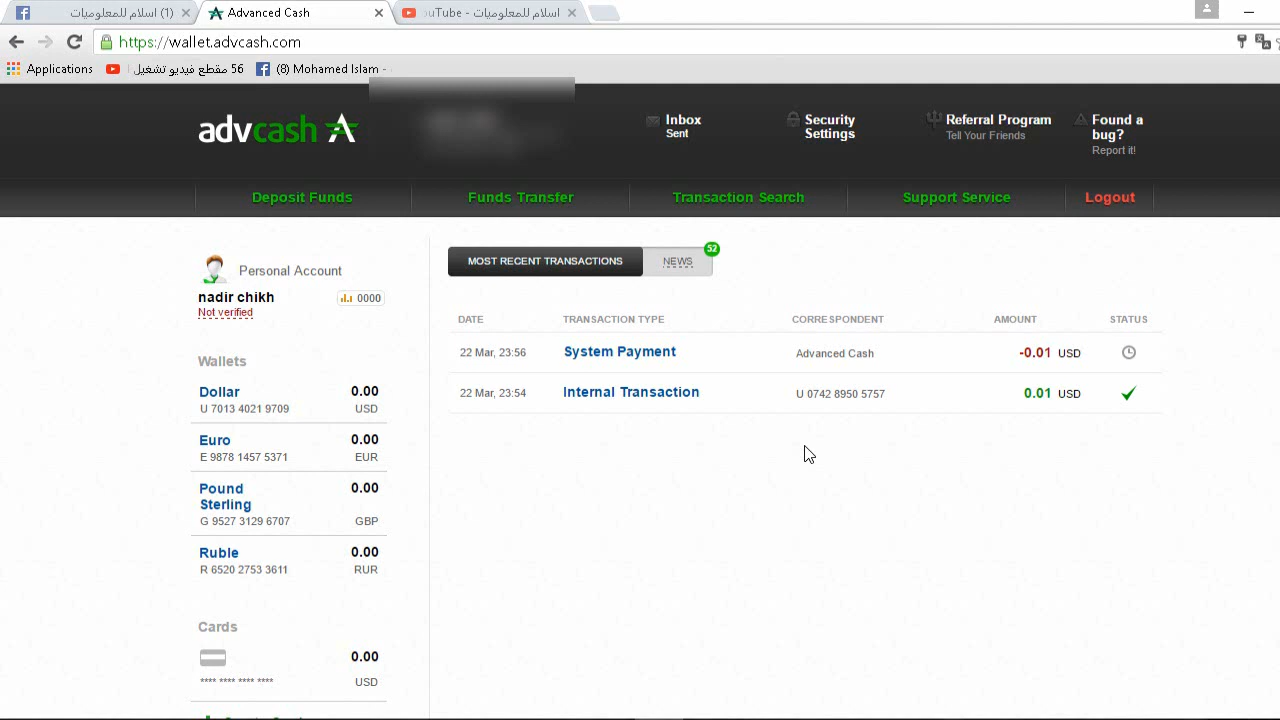 (1) اسلام للمعلوميات
Advanced Cash
اسلام للمعلوميات - YouTube
https://wallet.advcash.com
Applications
56 مقطع فيديو تشغيل
(8) Mohamed Islam -
advcash
Inbox
Sent
Security
Settings
Referral Program
Tell Your Friends
Found a
bug?
Report it!
Deposit Funds
Funds Transfer
Transaction Search
Support Service
Logout
Personal Account
nadir chikh
0000
Not verified
Wallets
Dollar 0.00
U 7013 4021 9709 USD
Euro 0.00
E 9878 1457 5371 EUR
Pound 0.00
Sterling
G 9527 3129 6707 GBP
Ruble 0.00
R 6520 2753 3611 RUR
Cards
0.00
**** **** **** **** USD
MOST RECENT TRANSACTIONS
NEWS
52
DATE TRANSACTION TYPE CORRESPONDENT AMOUNT STATUS
22 Mar, 23:56 System Payment Advanced Cash -0.01 USD
22 Mar, 23:54 Internal Transaction U 0742 8950 5757 0.01 USD